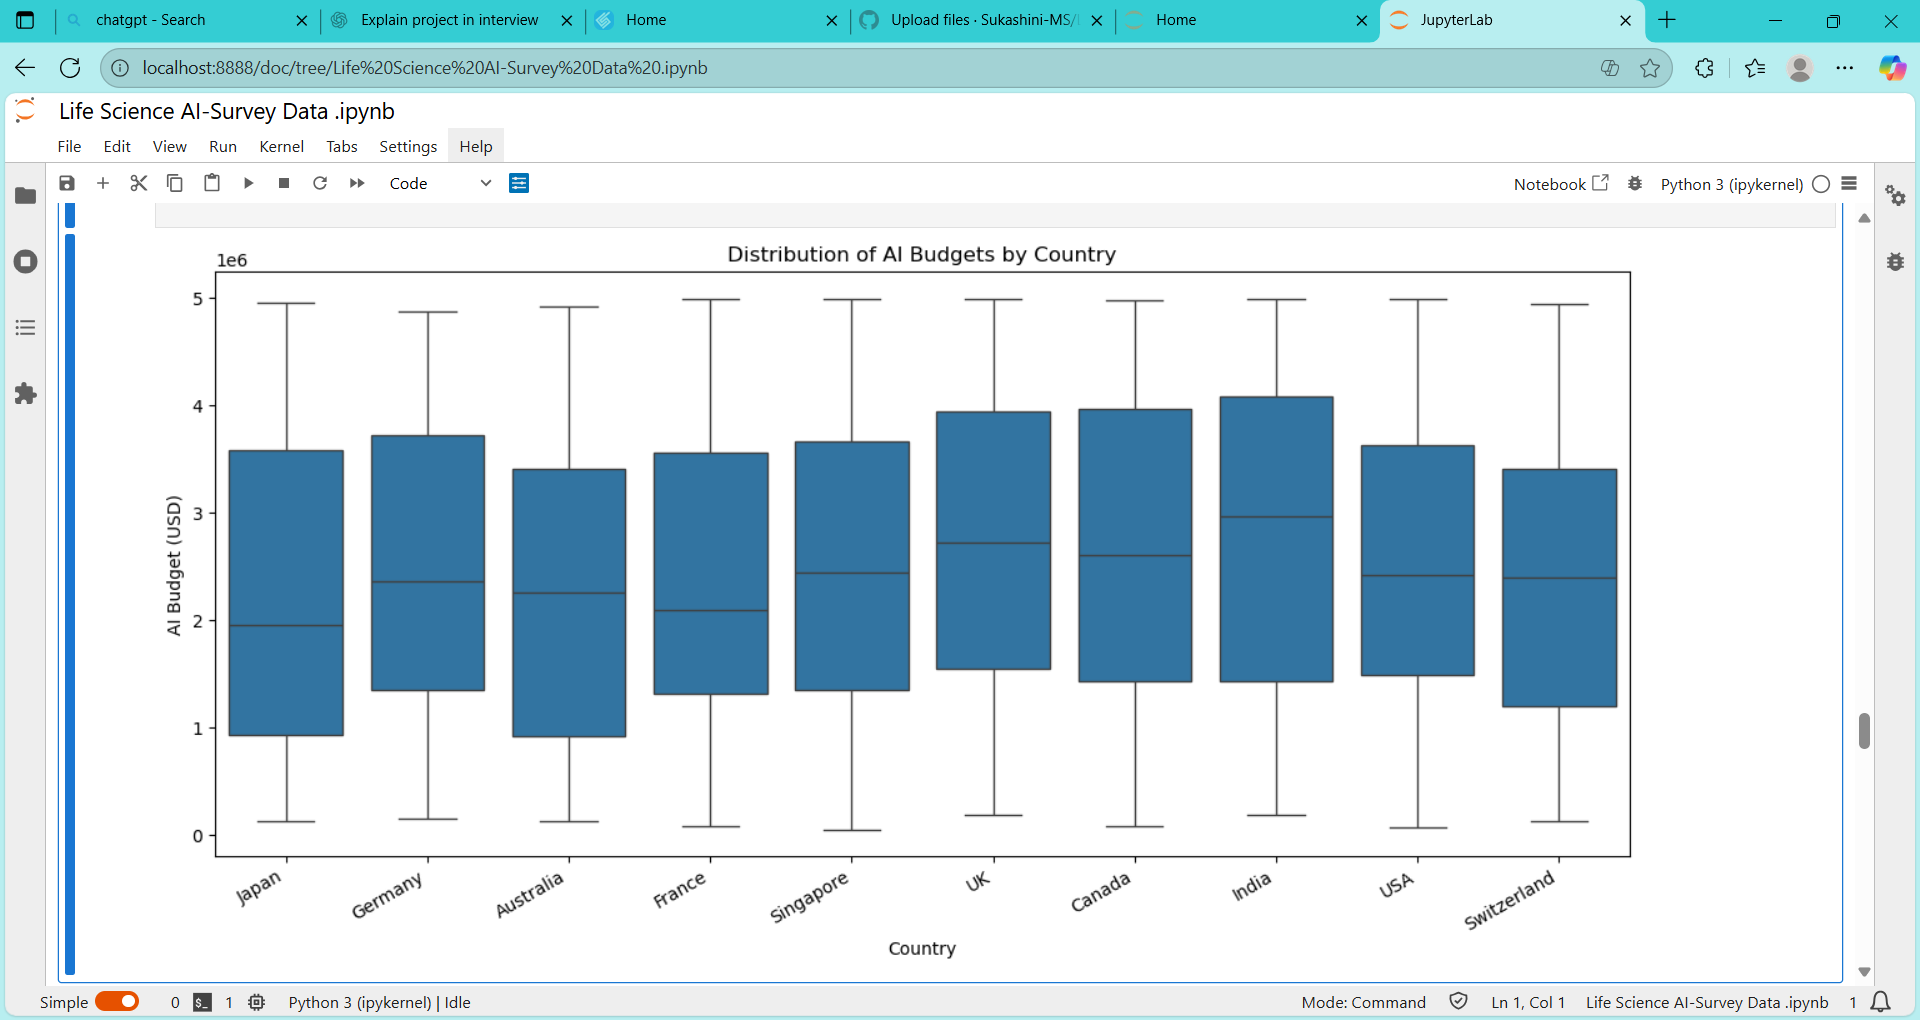 chatgpt - Search
Explain project in interview
Home
Upload files · Sukashini-MS/
Home
JupyterLab
localhost:8888/doc/tree/Life%20Science%20AI-Survey%20Data%20.ipynb
Life Science AI-Survey Data .ipynb
File Edit View Run Kernel Tabs Settings Help
Code
Notebook
Python 3 (ipykernel)
Distribution of AI Budgets by Country
1e6
5
4
3
2
1
0
AI Budget (USD)
Japan
Germany
Australia
France
Singapore
UK
Canada
India
USA
Switzerland
Country
Simple 0 $_ 1 Python 3 (ipykernel) | Idle Mode: Command Ln 1, Col 1 Life Science AI-Survey Data .ipynb 1